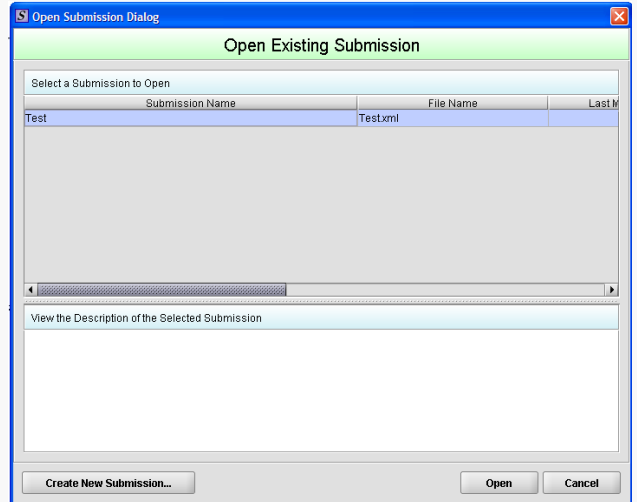 S Open Submission Dialog
Open Existing Submission
Select a Submission to Open
Submission Name File Name Last M
Test Test.xml
View the Description of the Selected Submission
Create New Submission... Open Cancel